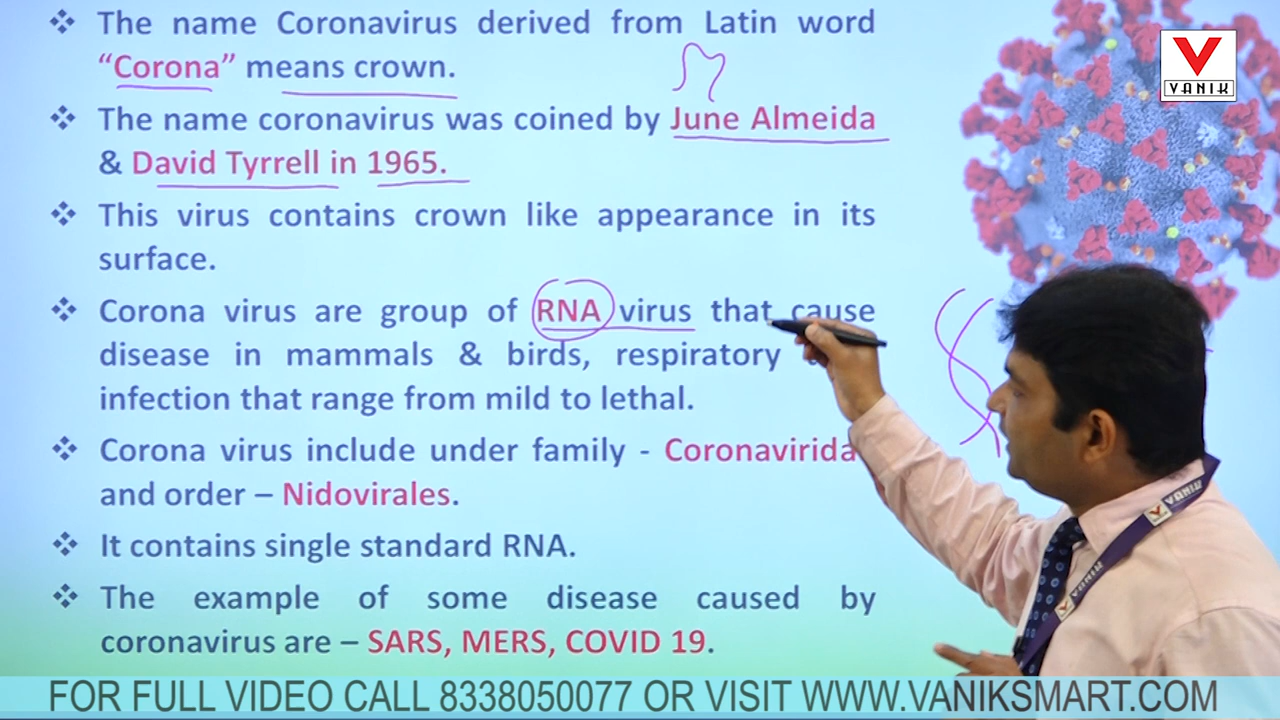 ❖ The name Coronavirus derived from Latin word
“Corona” means crown.
❖ The name coronavirus was coined by June Almeida
& David Tyrrell in 1965.
❖ This virus contains crown like appearance in its
surface.
❖ Corona virus are group of RNA virus that cause
disease in mammals & birds, respiratory
infection that range from mild to lethal.
❖ Corona virus include under family - Coronavirida
and order – Nidovirales.
❖ It contains single standard RNA.
❖ The example of some disease caused by
coronavirus are – SARS, MERS, COVID 19.
VANIK
VANIK
VANIK
VANIK
FOR FULL VIDEO CALL 8338050077 OR VISIT WWW.VANIKSMART.COM